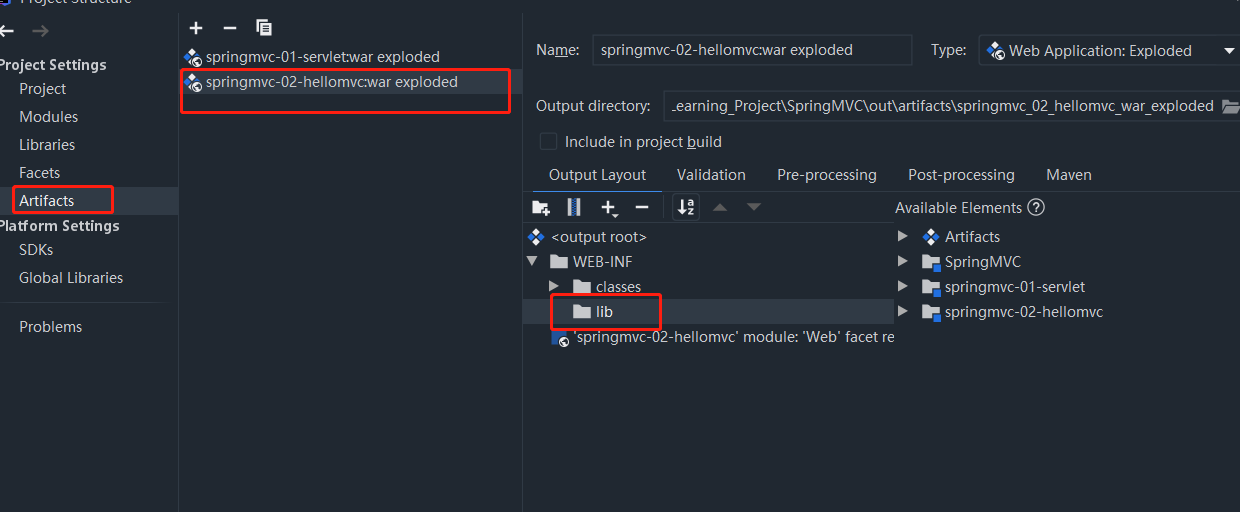 Project Structure
Project Settings
Project
Modules
Libraries
Facets
Artifacts
Platform Settings
SDKs
Global Libraries
Problems
springmvc-01-servlet:war exploded
springmvc-02-hellomvc:war exploded
Name: springmvc-02-hellomvc:war exploded Type: Web Application: Exploded
Output directory: _earning_Project\SpringMVC\out\artifacts\springmvc_02_hellomvc_war_exploded
Include in project build
Output Layout Validation Pre-processing Post-processing Maven
Available Elements ?
<output root>
WEB-INF
classes
lib
'springmvc-02-hellomvc' module: 'Web' facet re
Artifacts
SpringMVC
springmvc-01-servlet
springmvc-02-hellomvc